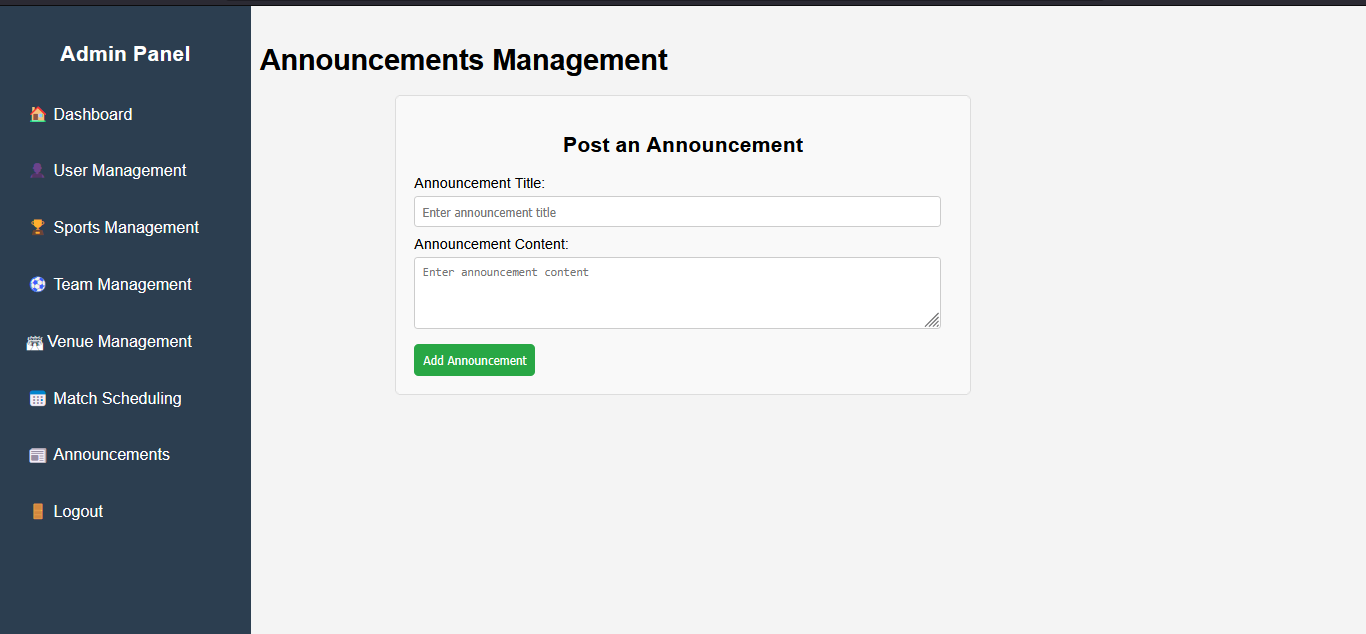 Admin Panel
Dashboard
User Management
Sports Management
Team Management
Venue Management
Match Scheduling
Announcements
Logout
Announcements Management
Post an Announcement
Announcement Title:
Enter announcement title
Announcement Content:
Enter announcement content
Add Announcement